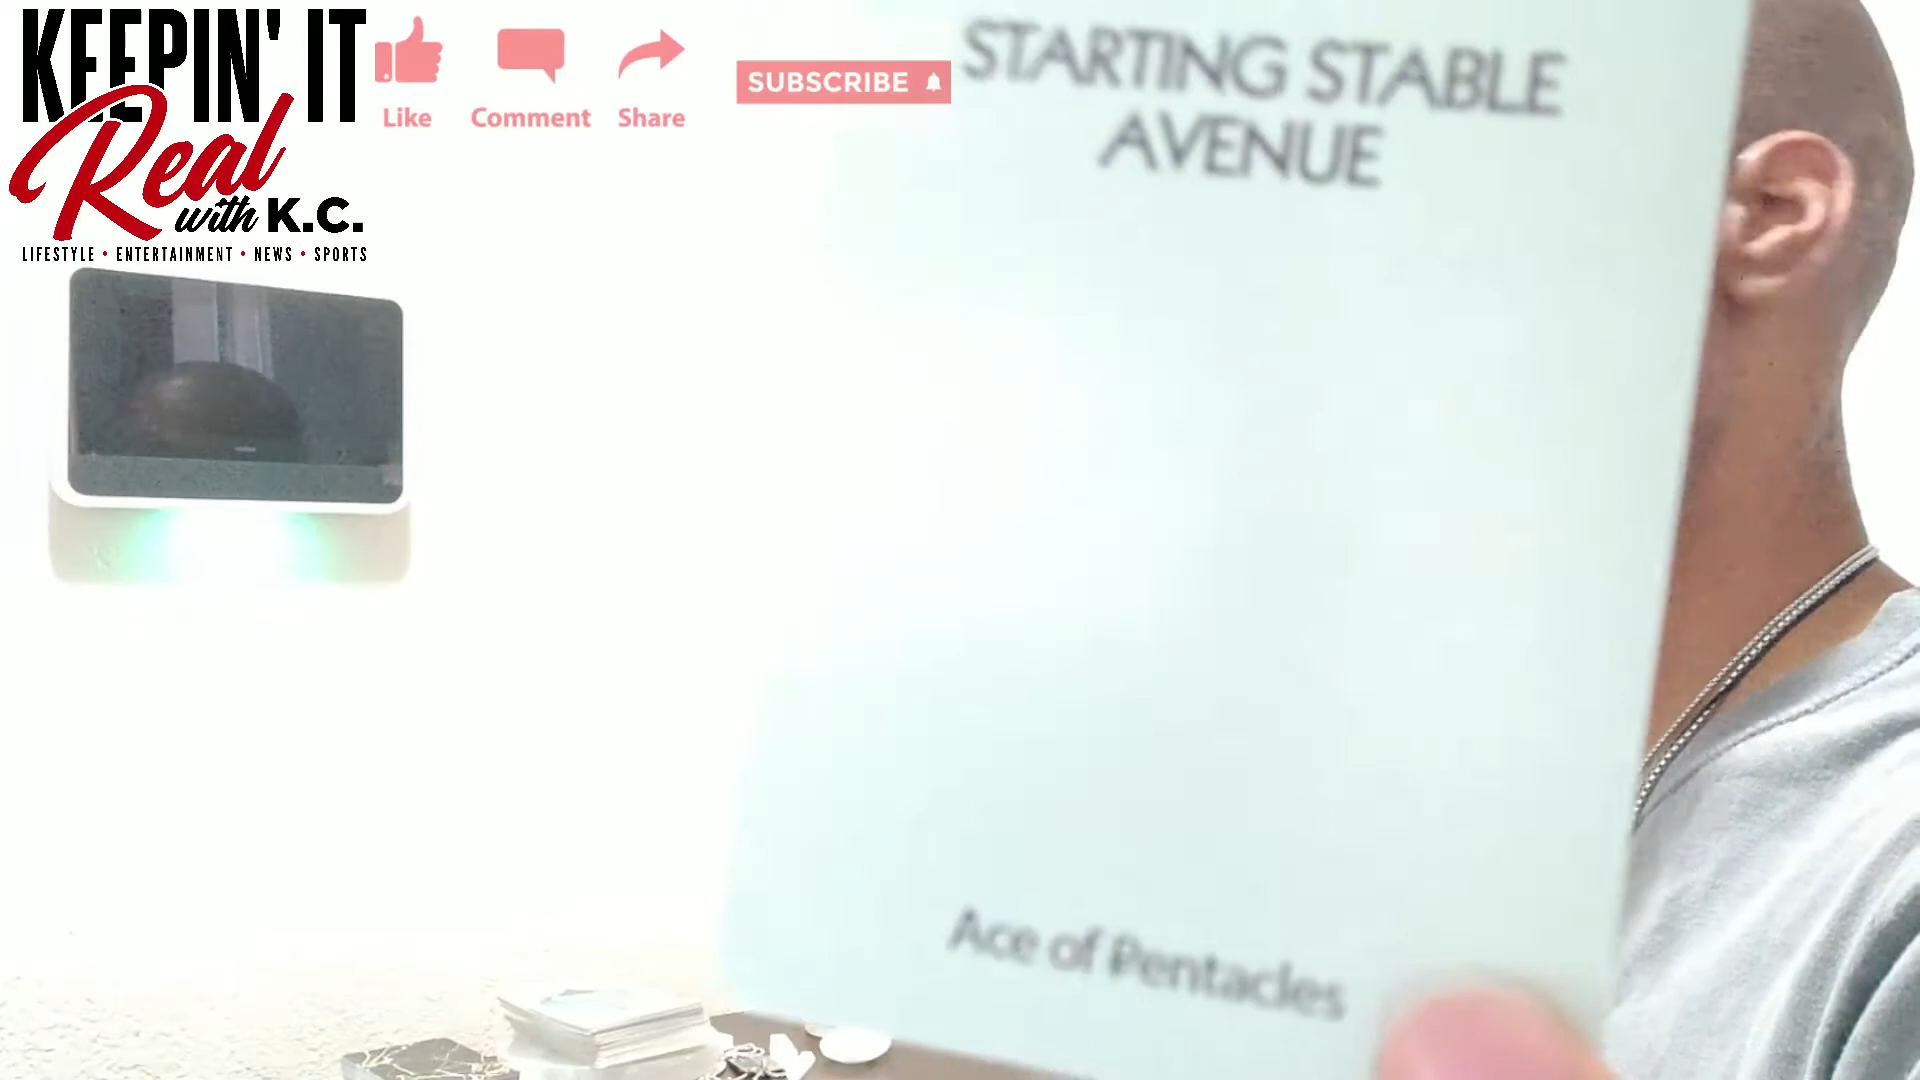 KEEPIN' IT
Real
with K.C.
LIFESTYLE • ENTERTAINMENT • NEWS • SPORTS
Like
Comment
Share
SUBSCRIBE
STARTING STABLE
AVENUE
Ace of Pentacles